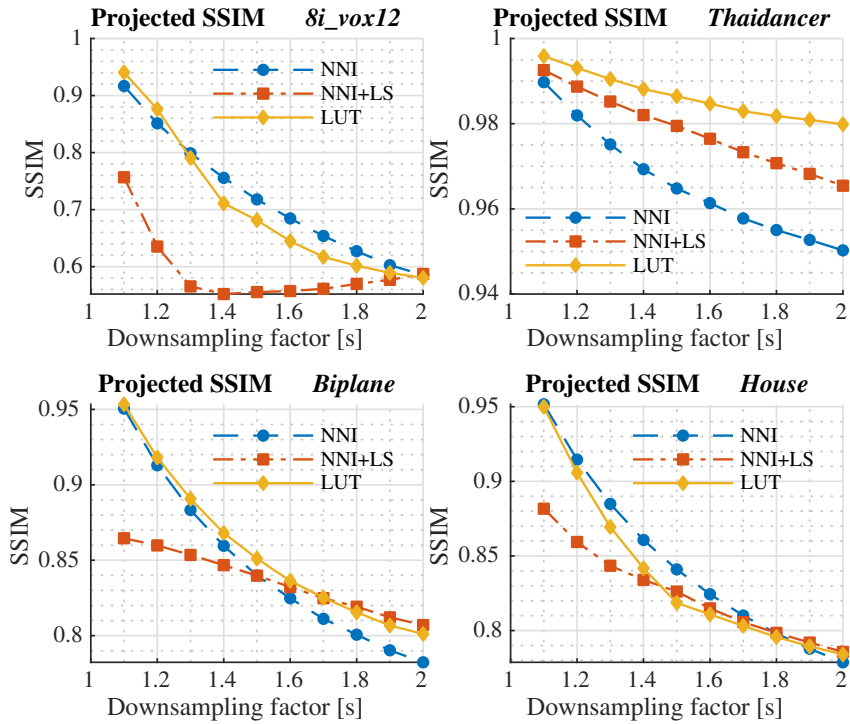 Projected SSIM 8i_vox12
1
0.9
0.8
0.7
0.6
SSIM
NNI
NNI+LS
LUT
1 1.2 1.4 1.6 1.8 2
Downsampling factor [s]
Projected SSIM Thaidancer
1
0.98
0.96
0.94
SSIM
NNI
NNI+LS
LUT
1 1.2 1.4 1.6 1.8 2
Downsampling factor [s]
Projected SSIM Biplane
0.95
0.9
0.85
0.8
SSIM
NNI
NNI+LS
LUT
1 1.2 1.4 1.6 1.8 2
Downsampling factor [s]
Projected SSIM House
0.95
0.9
0.85
0.8
SSIM
NNI
NNI+LS
LUT
1 1.2 1.4 1.6 1.8 2
Downsampling factor [s]